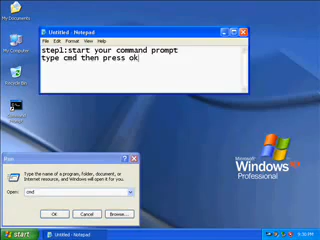 My Documents
Untitled - Notepad
File Edit Format View Help
step1:start your command prompt
type cmd then press ok
My Computer
Recycle Bin
Command Prompt
Microsoft
Windows xp
Professional
Run
Type the name of a program, folder, document, or
Internet resource, and Windows will open it for you.
Open: cmd
OK Cancel Browse...
start Untitled - Notepad